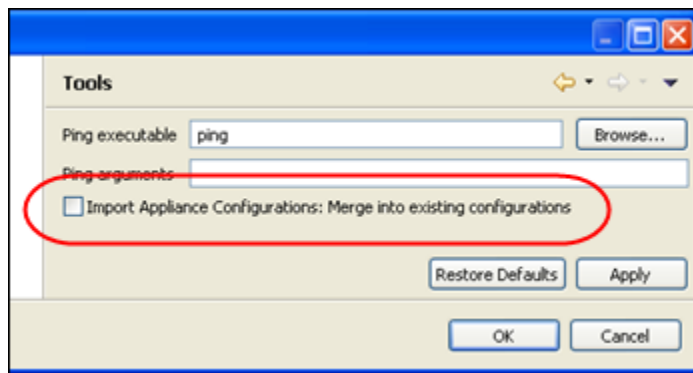 Tools
Ping executable ping Browse...
Ping arguments
Import Appliance Configurations: Merge into existing configurations
Restore Defaults Apply
OK Cancel